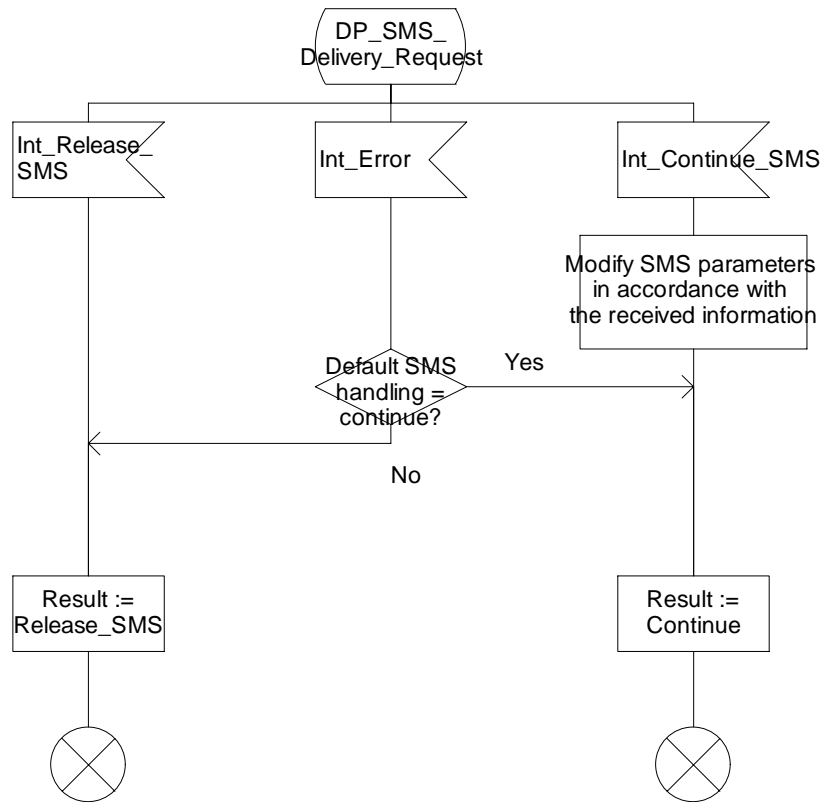 DP_SMS_
Delivery_Request
Int_Release_
SMS
Int_Error
Int_Continue_SMS
Modify SMS parameters
in accordance with
the received information
Default SMS
handling =
continue?
Yes
No
Result :=
Release_SMS
Result :=
Continue